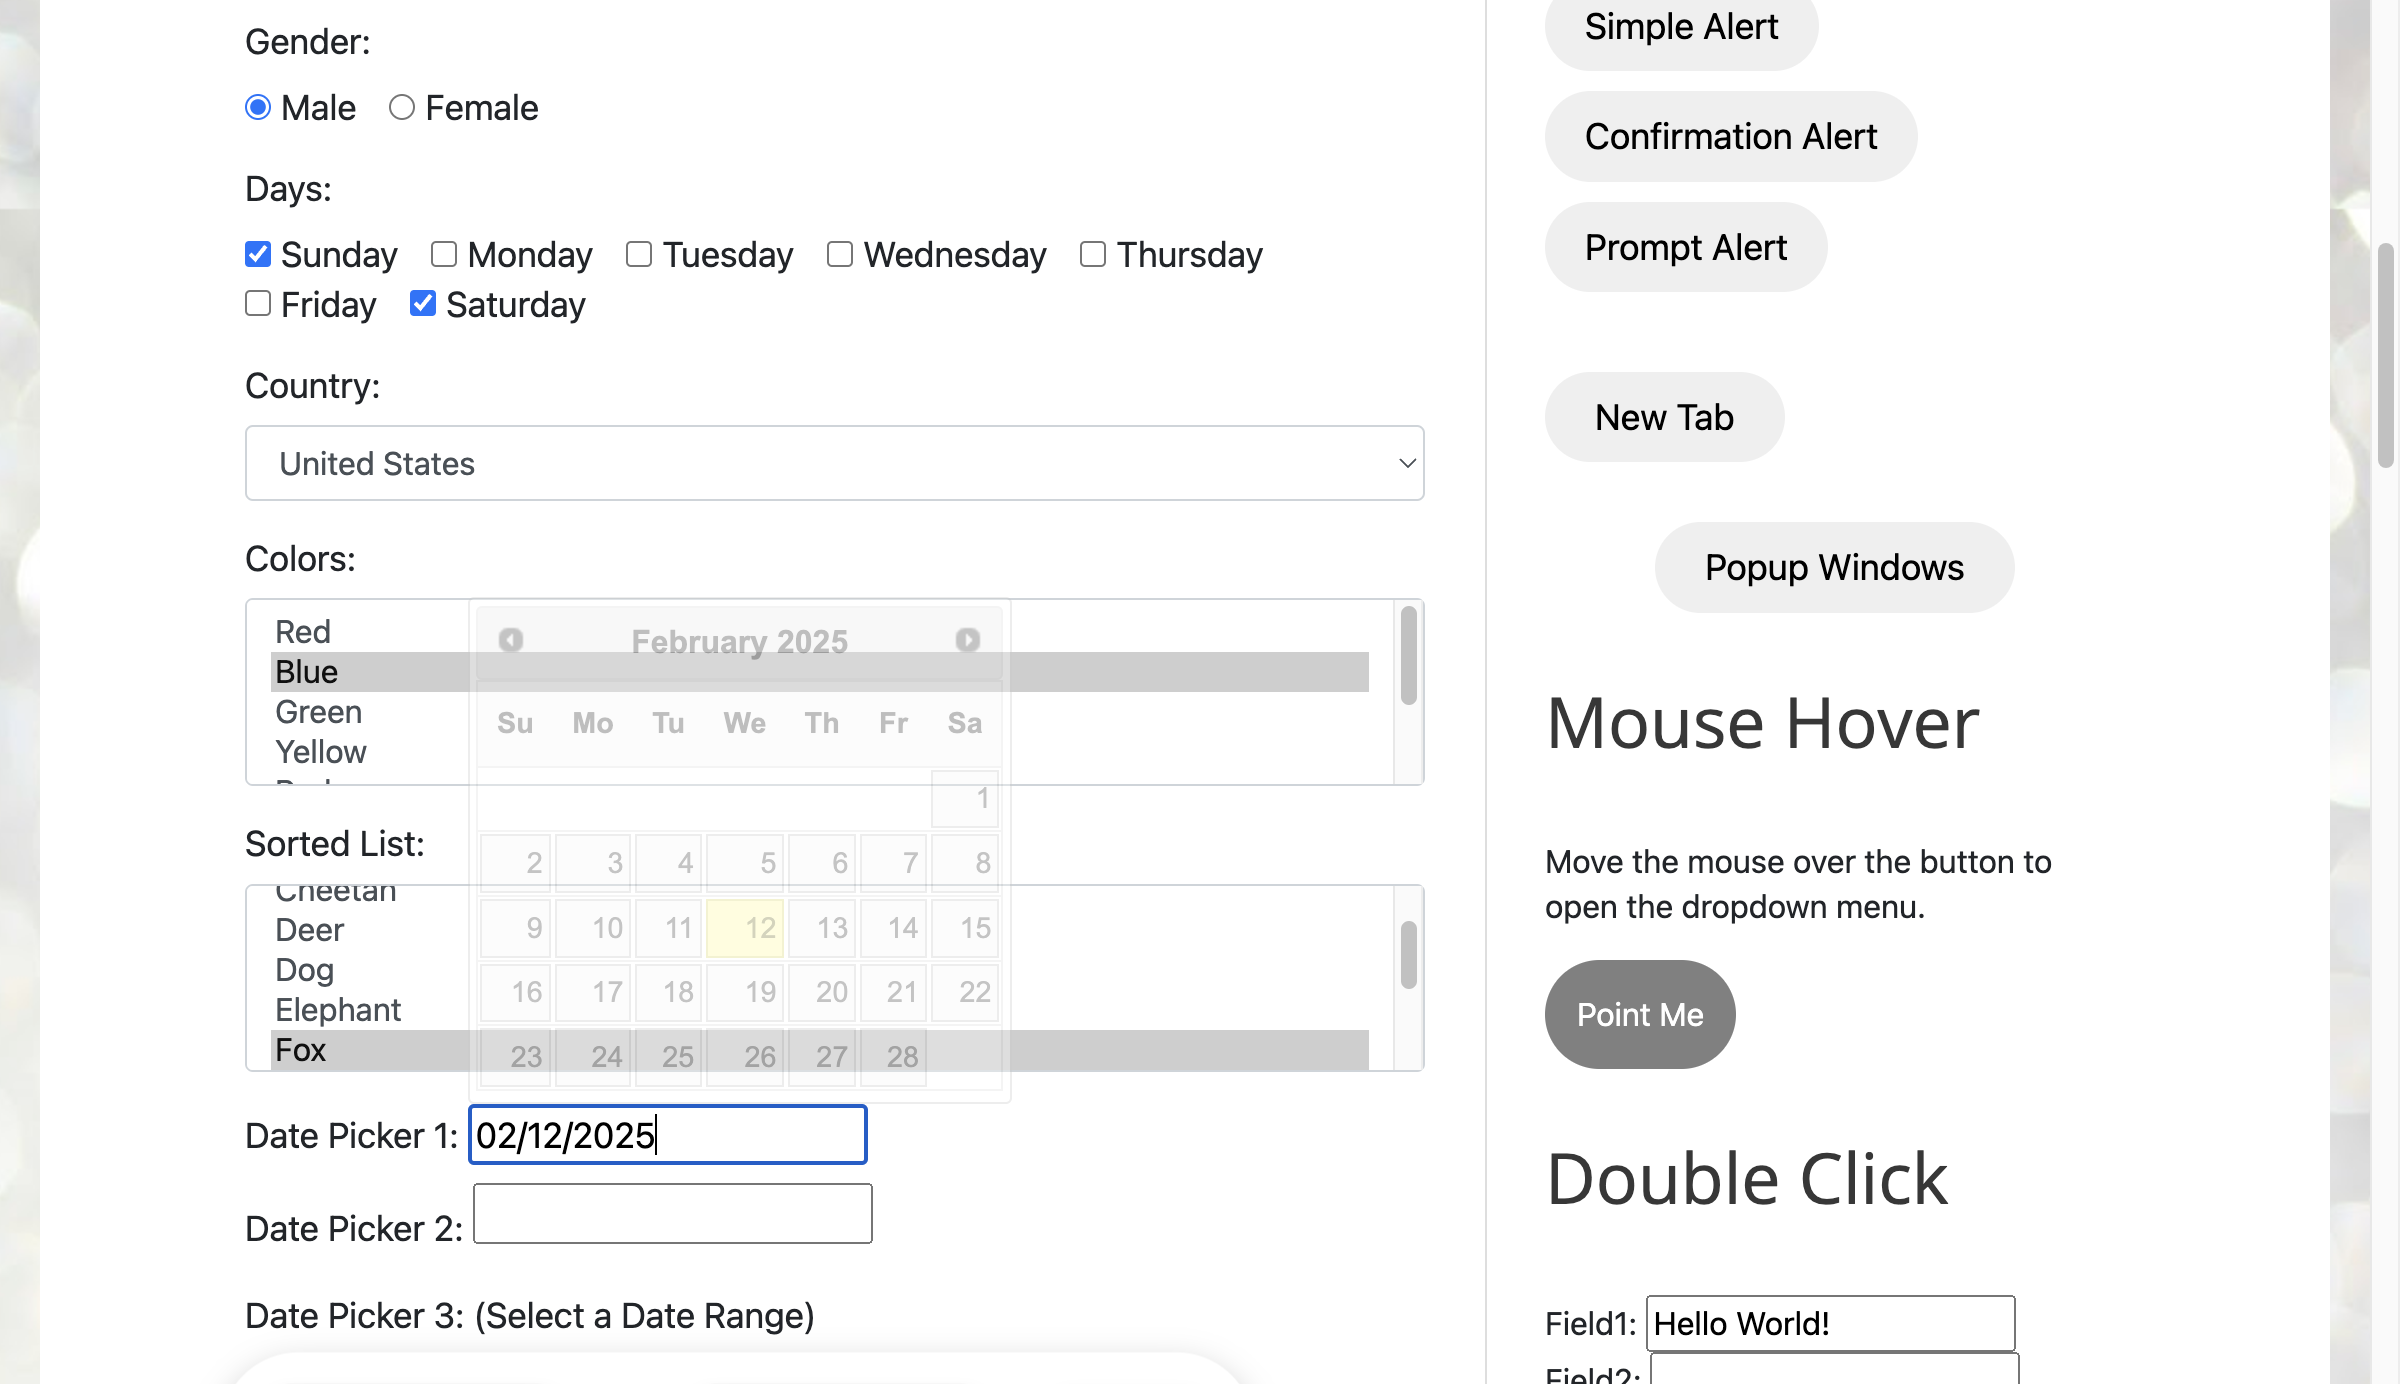 Gender:
Male Female
Days:
Sunday Monday Tuesday Wednesday Thursday
Friday Saturday
Country:
United States
Colors:
Red
Blue
Green
Yellow
February 2025
Su Mo Tu We Th Fr Sa
1
2 3 4 5 6 7 8
9 10 11 12 13 14 15
16 17 18 19 20 21 22
23 24 25 26 27 28
Sorted List:
Cheetah
Deer
Dog
Elephant
Fox
Date Picker 1: 02/12/2025
Date Picker 2:
Date Picker 3: (Select a Date Range)
Simple Alert
Confirmation Alert
Prompt Alert
New Tab
Popup Windows
Mouse Hover
Move the mouse over the button to
open the dropdown menu.
Point Me
Double Click
Field1: Hello World!
Field2: